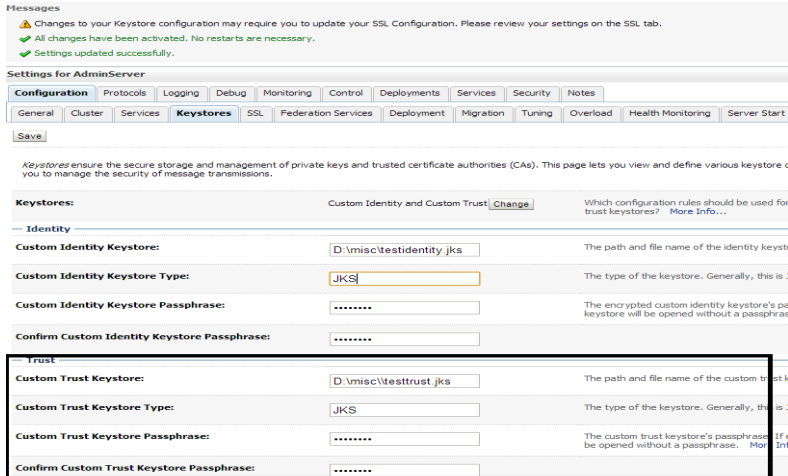 Messages
Changes to your Keystore configuration may require you to update your SSL Configuration. Please review your settings on the SSL tab.
All changes have been activated. No restarts are necessary.
Settings updated successfully.
Settings for AdminServer
Configuration Protocols Logging Debug Monitoring Control Deployments Services Security Notes
General Cluster Services Keystores SSL Federation Services Deployment Migration Tuning Overload Health Monitoring Server Start
Save
Keystores ensure the secure storage and management of private keys and trusted certificate authorities (CAs). This page lets you view and define various keystore
you to manage the security of message transmissions.
Keystores: Custom Identity and Custom Trust Change Which configuration rules should be used for
trust keystores? More Info...
Identity
Custom Identity Keystore: D:\misc\testidentity.jks The path and file name of the identity
Custom Identity Keystore Type: JKS The type of the keystore. Generally, this is
Custom Identity Keystore Passphrase: •••••••• The encrypted custom identity keystore's
keystore will be opened without a
Confirm Custom Identity Keystore Passphrase: ••••••••
Trust
Custom Trust Keystore: D:\misc\\testtrust.jks The path and file name of the custom trust
Custom Trust Keystore Type: JKS The type of the keystore. Generally, this is
Custom Trust Keystore Passphrase: •••••••• The custom trust keystore's passphrase. If
be opened without a passphrase. More
Confirm Custom Trust Keystore Passphrase: ••••••••